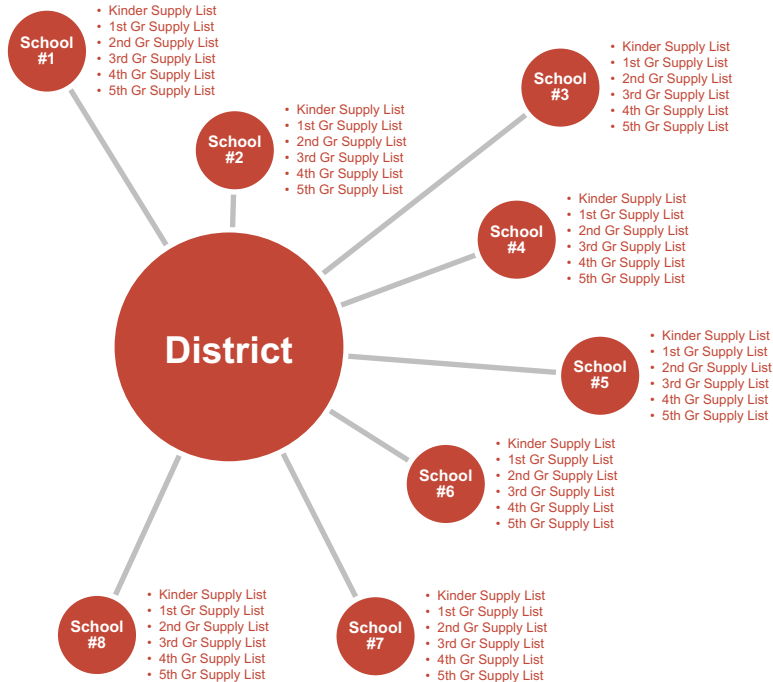 School
#1
• Kinder Supply List
• 1st Gr Supply List
• 2nd Gr Supply List
• 3rd Gr Supply List
• 4th Gr Supply List
• 5th Gr Supply List
School
#2
• Kinder Supply List
• 1st Gr Supply List
• 2nd Gr Supply List
• 3rd Gr Supply List
• 4th Gr Supply List
• 5th Gr Supply List
School
#3
• Kinder Supply List
• 1st Gr Supply List
• 2nd Gr Supply List
• 3rd Gr Supply List
• 4th Gr Supply List
• 5th Gr Supply List
School
#4
• Kinder Supply List
• 1st Gr Supply List
• 2nd Gr Supply List
• 3rd Gr Supply List
• 4th Gr Supply List
• 5th Gr Supply List
District
School
#5
• Kinder Supply List
• 1st Gr Supply List
• 2nd Gr Supply List
• 3rd Gr Supply List
• 4th Gr Supply List
• 5th Gr Supply List
School
#6
• Kinder Supply List
• 1st Gr Supply List
• 2nd Gr Supply List
• 3rd Gr Supply List
• 4th Gr Supply List
• 5th Gr Supply List
School
#8
• Kinder Supply List
• 1st Gr Supply List
• 2nd Gr Supply List
• 3rd Gr Supply List
• 4th Gr Supply List
• 5th Gr Supply List
School
#7
• Kinder Supply List
• 1st Gr Supply List
• 2nd Gr Supply List
• 3rd Gr Supply List
• 4th Gr Supply List
• 5th Gr Supply List